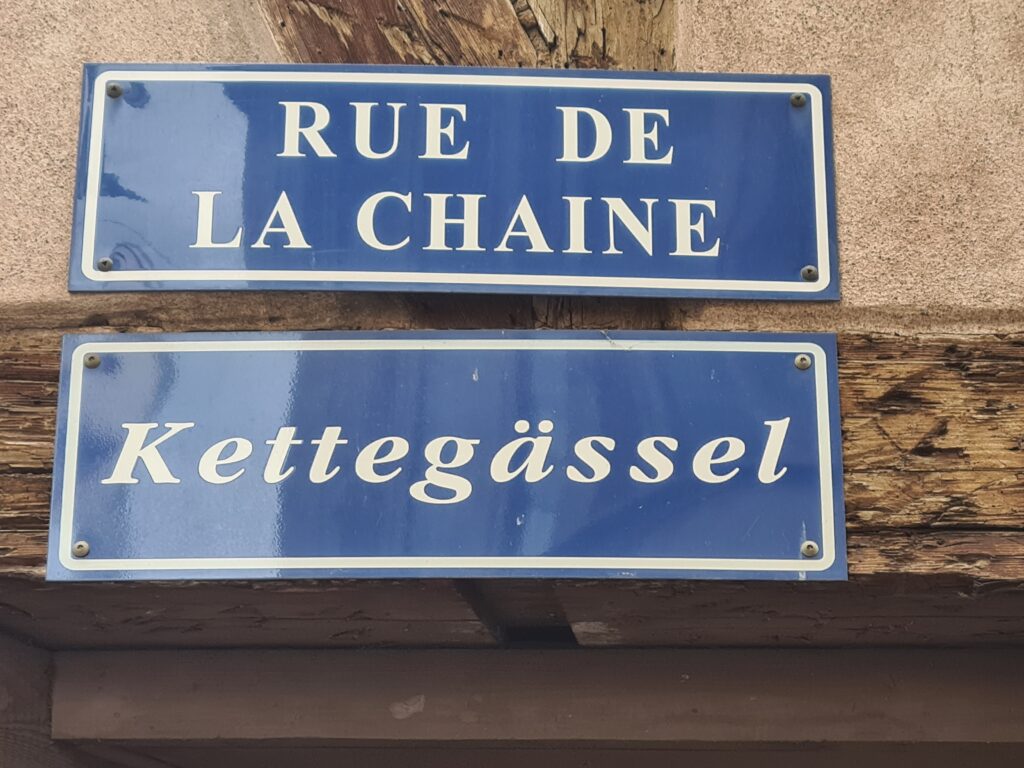 RUE DE
LA CHAINE
Kettegässel